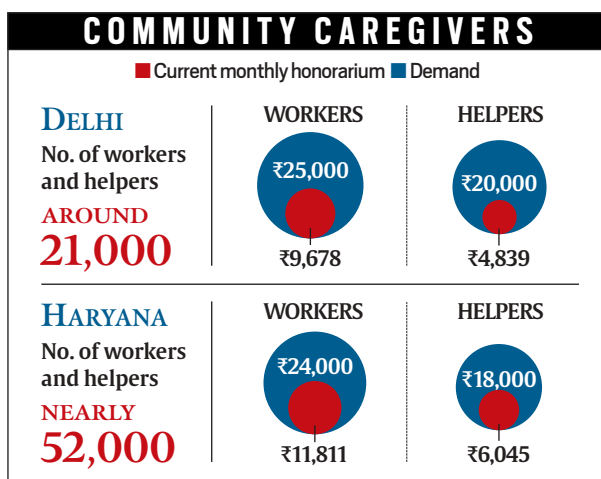 COMMUNITY CAREGIVERS
Current monthly honorarium Demand
DELHI
No. of workers
and helpers
AROUND
21,000
WORKERS
₹25,000
₹9,678
HELPERS
₹20,000
₹4,839
HARYANA
No. of workers
and helpers
NEARLY
52,000
WORKERS
₹24,000
₹11,811
HELPERS
₹18,000
₹6,045